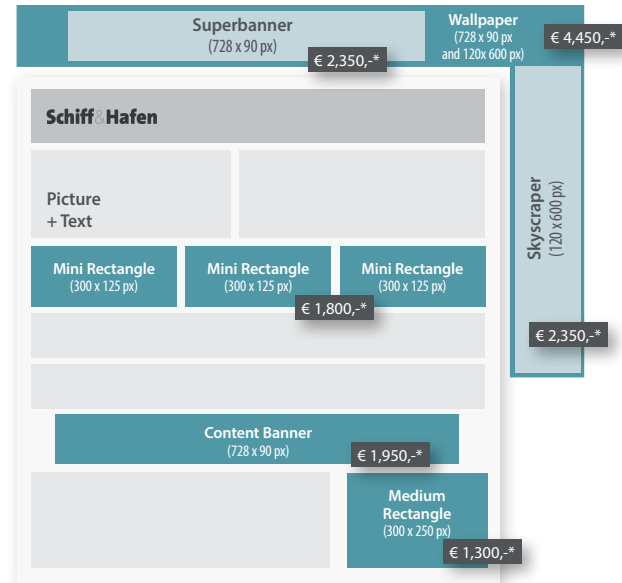 Superbanner
(728 x 90 px)
€ 2,350,-*
Wallpaper
(728 x 90 px
and 120x 600 px)
€ 4,450,-*
Schiff&Hafen
Picture
+ Text
Skyscraper
(120 x 600 px)
€ 2,350,-*
Mini Rectangle
(300 x 125 px)
Mini Rectangle
(300 x 125 px)
Mini Rectangle
(300 x 125 px)
€ 1,800,-*
Content Banner
(728 x 90 px)
€ 1,950,-*
Medium
Rectangle
(300 x 250 px)
€ 1,300,-*